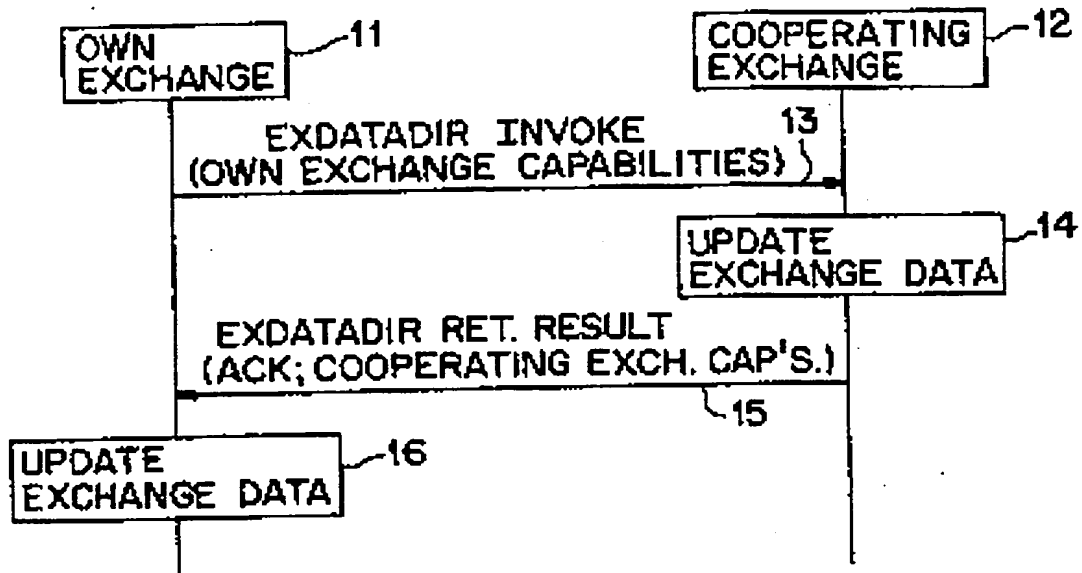 OWN
EXCHANGE
11
COOPERATING
EXCHANGE
12
EXDATADIR INVOKE
(OWN EXCHANGE CAPABILITIES)
13
UPDATE
EXCHANGE DATA
14
EXDATADIR RET. RESULT
(ACK; COOPERATING EXCH. CAP'S.)
15
UPDATE
EXCHANGE DATA
16